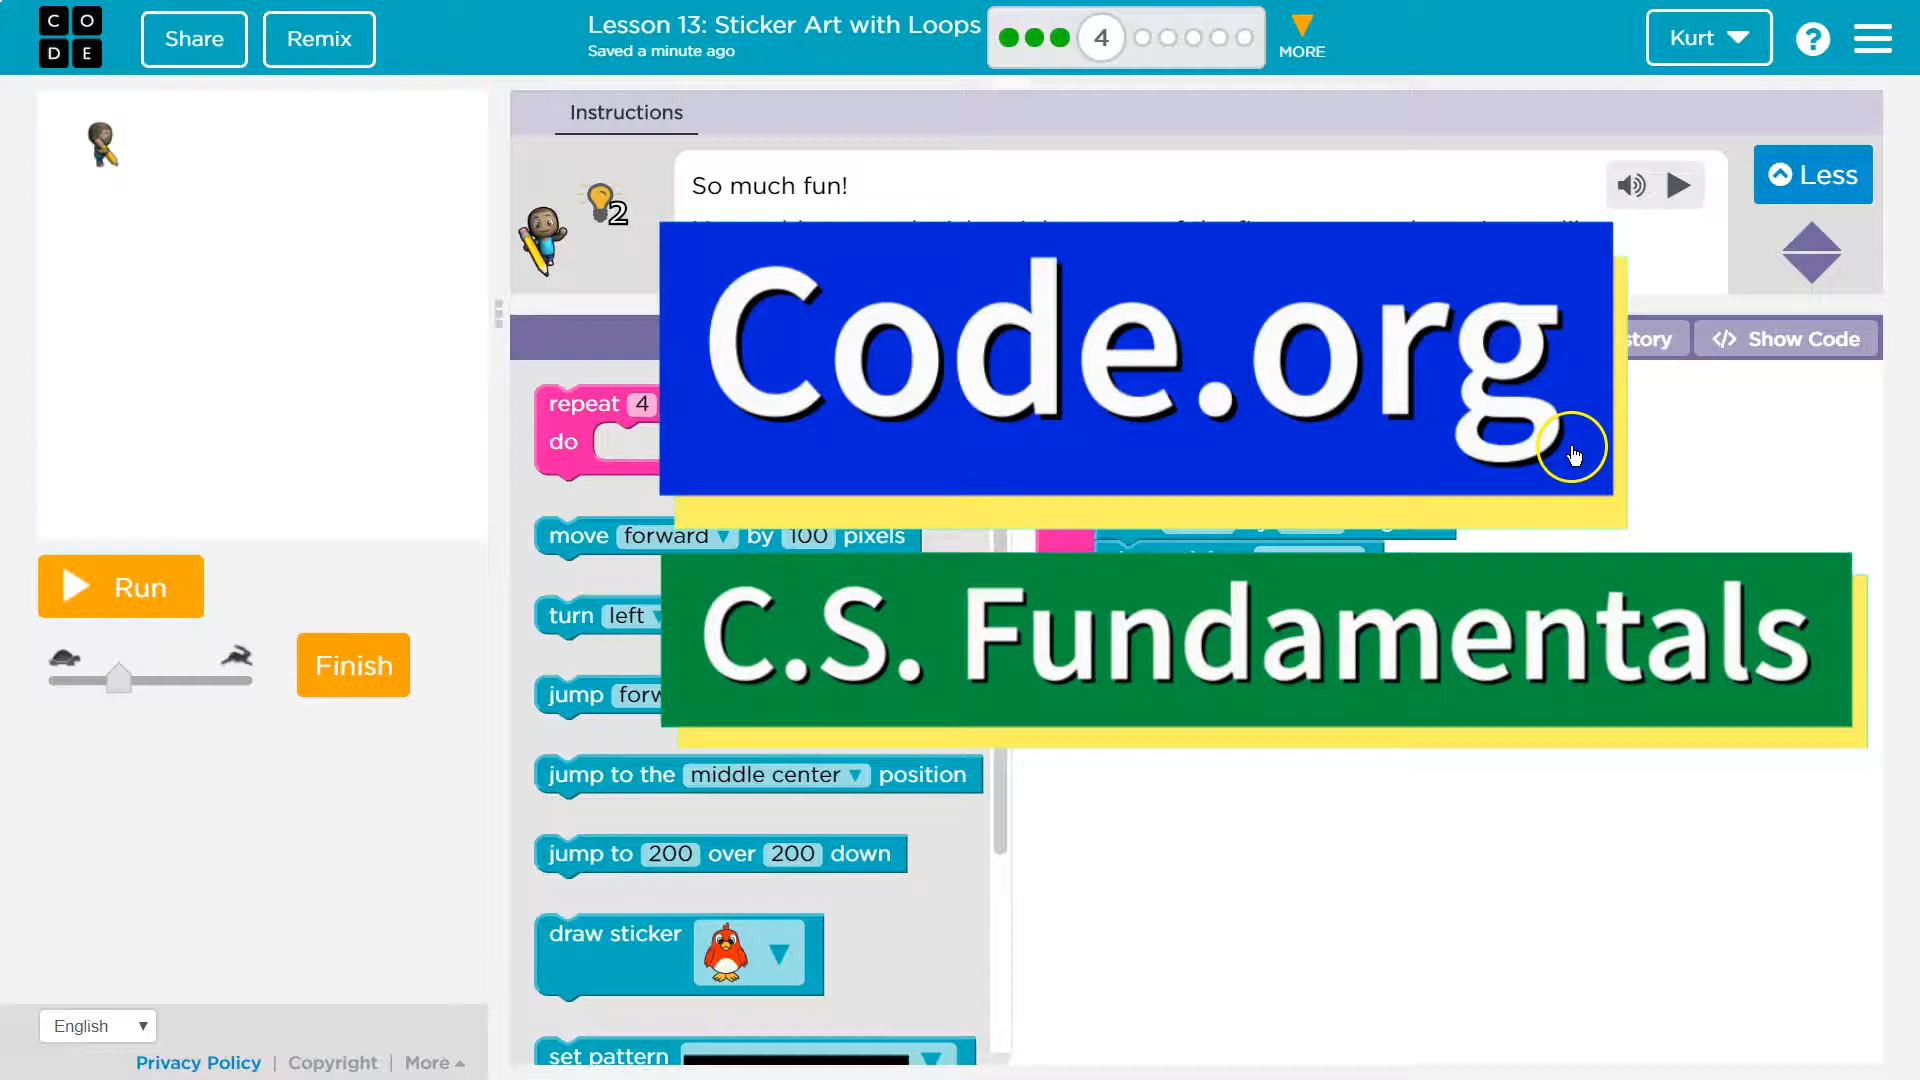 CODE
Share
Remix
Lesson 13: Sticker Art with Loops
Saved a minute ago
4
MORE
Kurt
?
Instructions
2
So much fun!
Less
Code.org
story
</> Show Code
repeat 4
do
move forward by 100 pixels
turn left
jump
jump to the middle center position
jump to 200 over 200 down
draw sticker
set pattern
C.S. Fundamentals
Run
Finish
English
Privacy Policy | Copyright | More